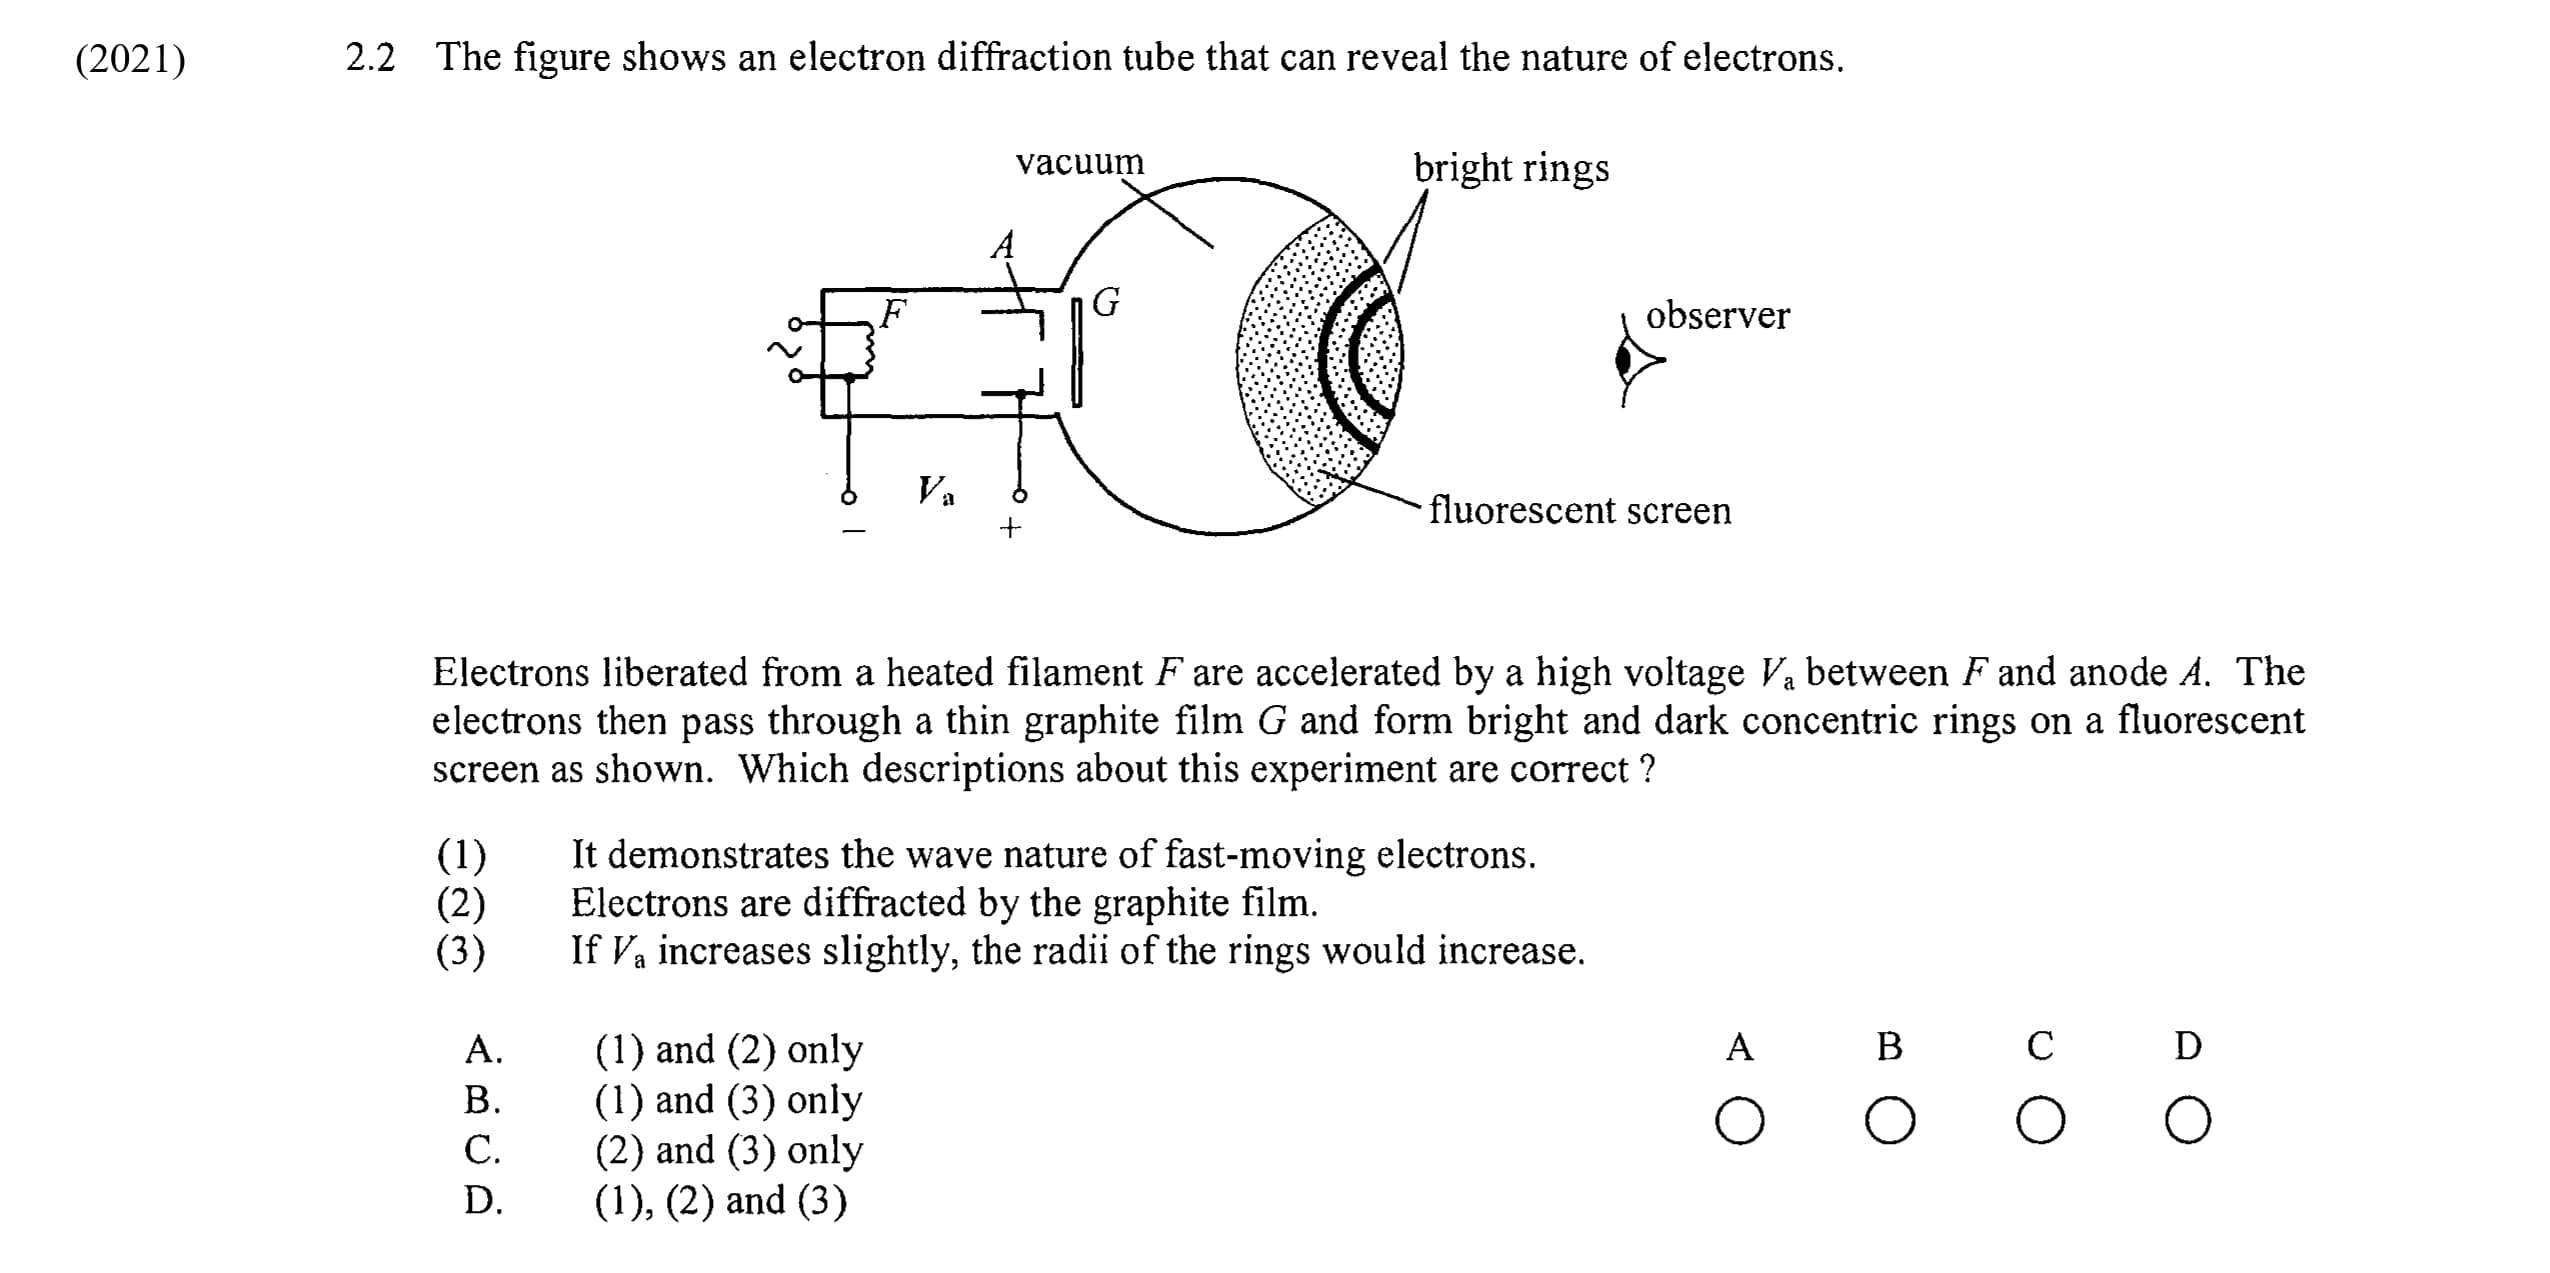 (2021) 2.2 The figure shows an electron diffraction tube that can reveal the nature of electrons.
vacuum
bright rings
A
F
G
observer
~
V_a
− +
fluorescent screen
Electrons liberated from a heated filament F are accelerated by a high voltage V_a between F and anode A. The
electrons then pass through a thin graphite film G and form bright and dark concentric rings on a fluorescent
screen as shown. Which descriptions about this experiment are correct ?
(1) It demonstrates the wave nature of fast-moving electrons.
(2) Electrons are diffracted by the graphite film.
(3) If V_a increases slightly, the radii of the rings would increase.
A. (1) and (2) only
B. (1) and (3) only
C. (2) and (3) only
D. (1), (2) and (3)
A B C D